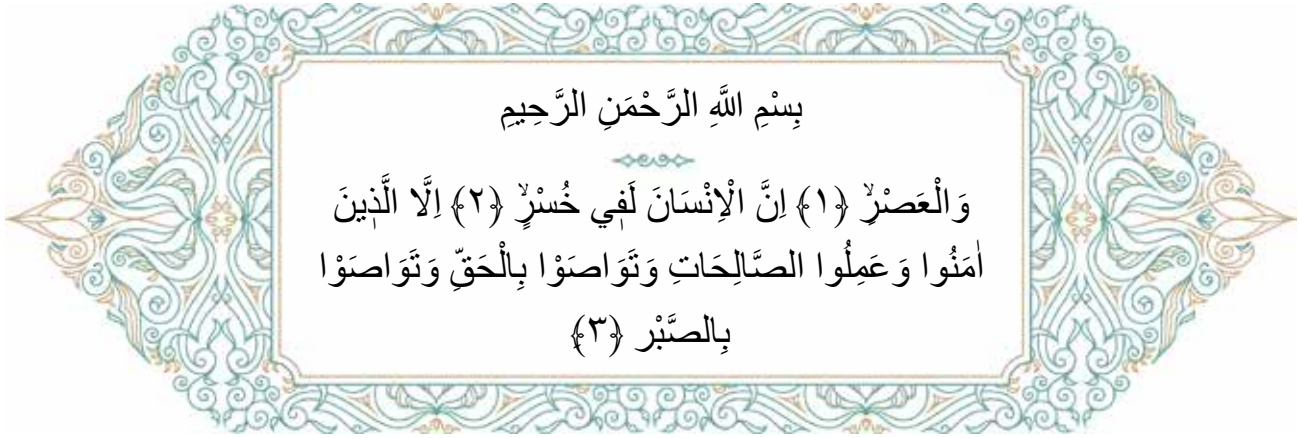 بِسْمِ اللَّهِ الرَّحْمَنِ الرَّحِيمِ
وَالْعَصْرِۙ ﴿١﴾ اِنَّ الْاِنْسَانَ لَف۪ي خُسْرٍۙ ﴿٢﴾ اِلَّا الَّذ۪ينَ
اٰمَنُوا وَعَمِلُوا الصَّالِحَاتِ وَتَوَاصَوْا بِالْحَقِّ وَتَوَاصَوْا
بِالصَّبْر ﴿٣﴾